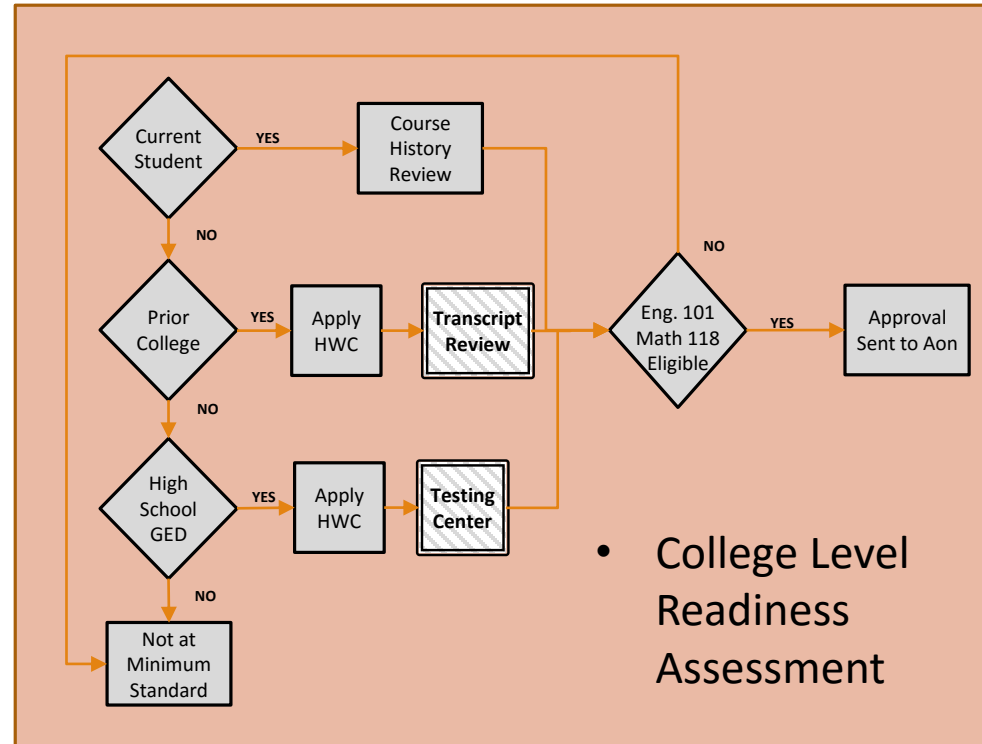 Current
Student
YES
Course
History
Review
NO
Prior
College
YES
Apply
HWC
Transcript
Review
NO
Eng. 101
Math 118
Eligible
YES
Approval
Sent to Aon
NO
High
School
GED
YES
Apply
HWC
Testing
Center
NO
Not at
Minimum
Standard
• College Level
Readiness
Assessment